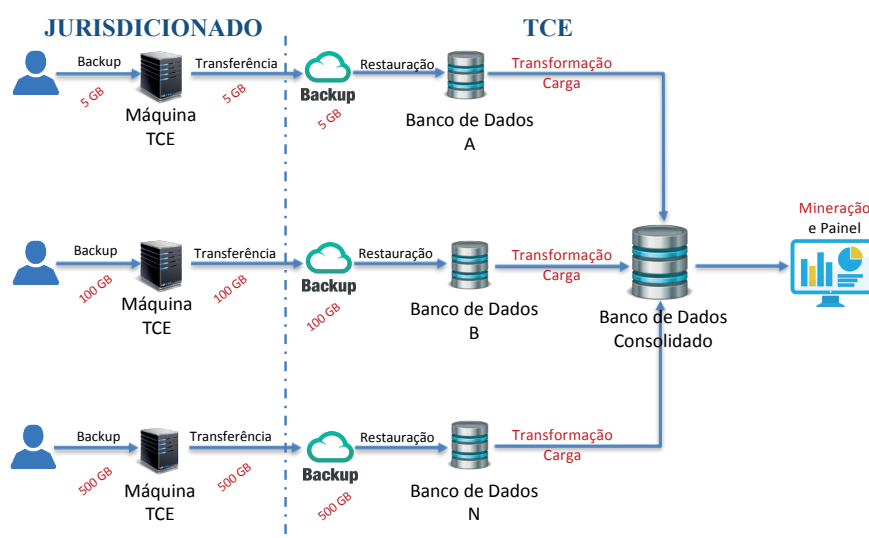 JURISDICIONADO
TCE
Backup
Transferência
Restauração
Transformação
Carga
5 GB
5 GB
Backup
5 GB
Máquina
TCE
Banco de Dados
A
Mineração
e Painel
Backup
Transferência
Restauração
Transformação
Carga
100 GB
100 GB
Backup
100 GB
Máquina
TCE
Banco de Dados
B
Banco de Dados
Consolidado
Backup
Transferência
Restauração
Transformação
Carga
500 GB
500 GB
Backup
500 GB
Máquina
TCE
Banco de Dados
N